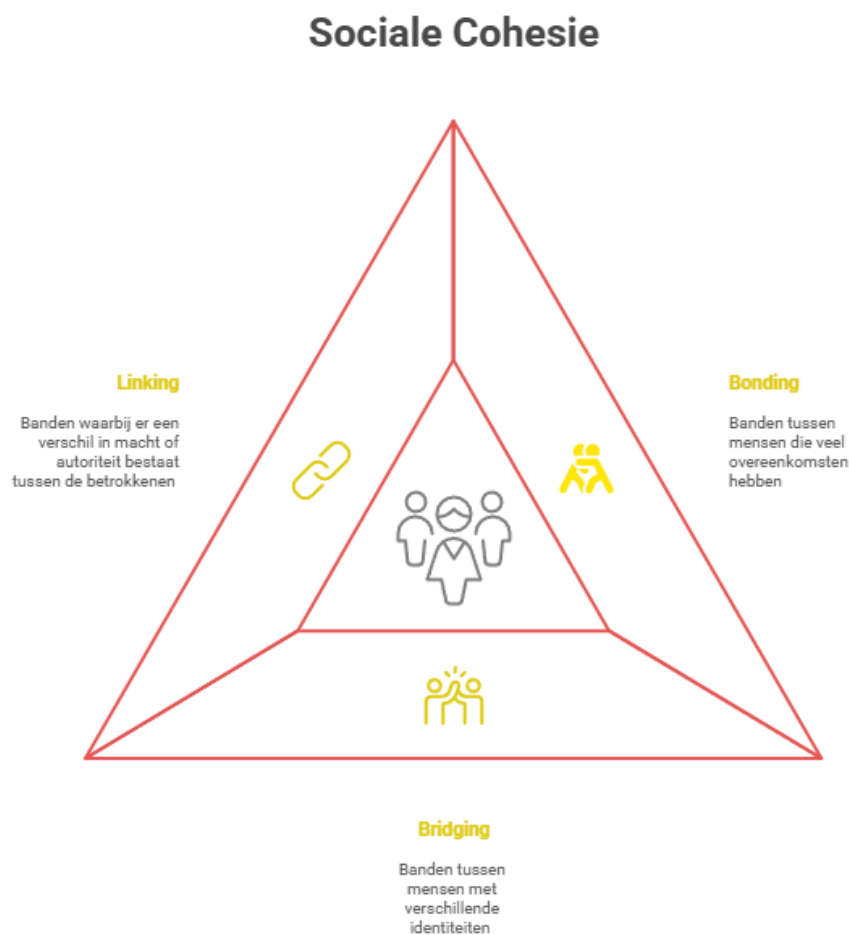 Sociale Cohesie
Linking
Banden waarbij er een
verschil in macht of
autoriteit bestaat
tussen de betrokkenen
Bonding
Banden tussen
mensen die veel
overeenkomsten
hebben
Bridging
Banden tussen
mensen met
verschillende
identiteiten